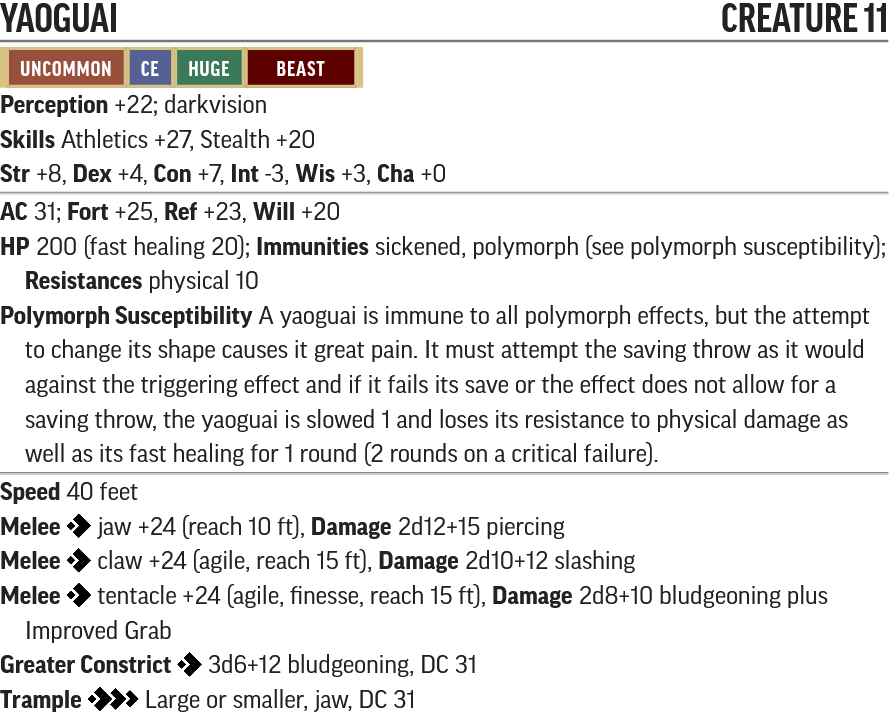 YAOGUAI CREATURE 11
UNCOMMON CE HUGE BEAST
Perception +22; darkvision
Skills Athletics +27, Stealth +20
Str +8, Dex +4, Con +7, Int -3, Wis +3, Cha +0
AC 31; Fort +25, Ref +23, Will +20
HP 200 (fast healing 20); Immunities sickened, polymorph (see polymorph susceptibility);
Resistances physical 10
Polymorph Susceptibility A yaoguai is immune to all polymorph effects, but the attempt
to change its shape causes it great pain. It must attempt the saving throw as it would
against the triggering effect and if it fails its save or the effect does not allow for a
saving throw, the yaoguai is slowed 1 and loses its resistance to physical damage as
well as its fast healing for 1 round (2 rounds on a critical failure).
Speed 40 feet
Melee jaw +24 (reach 10 ft), Damage 2d12+15 piercing
Melee claw +24 (agile, reach 15 ft), Damage 2d10+12 slashing
Melee tentacle +24 (agile, finesse, reach 15 ft), Damage 2d8+10 bludgeoning plus
Improved Grab
Greater Constrict 3d6+12 bludgeoning, DC 31
Trample Large or smaller, jaw, DC 31